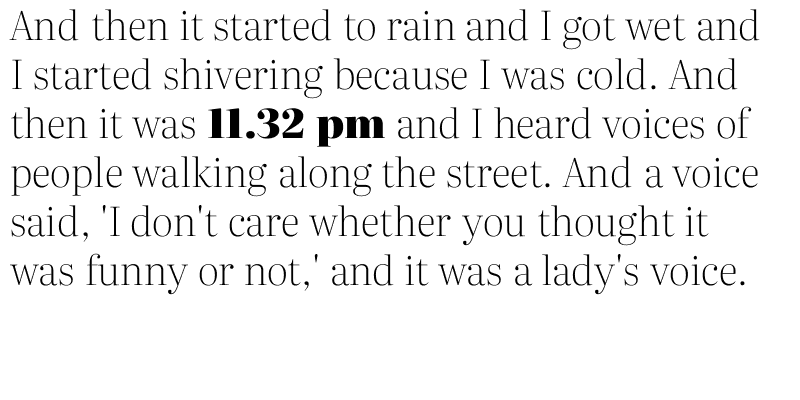 And then it started to rain and I got wet and
I started shivering because I was cold. And
then it was 11.32 pm and I heard voices of
people walking along the street. And a voice
said, 'I don't care whether you thought it
was funny or not,' and it was a lady's voice.